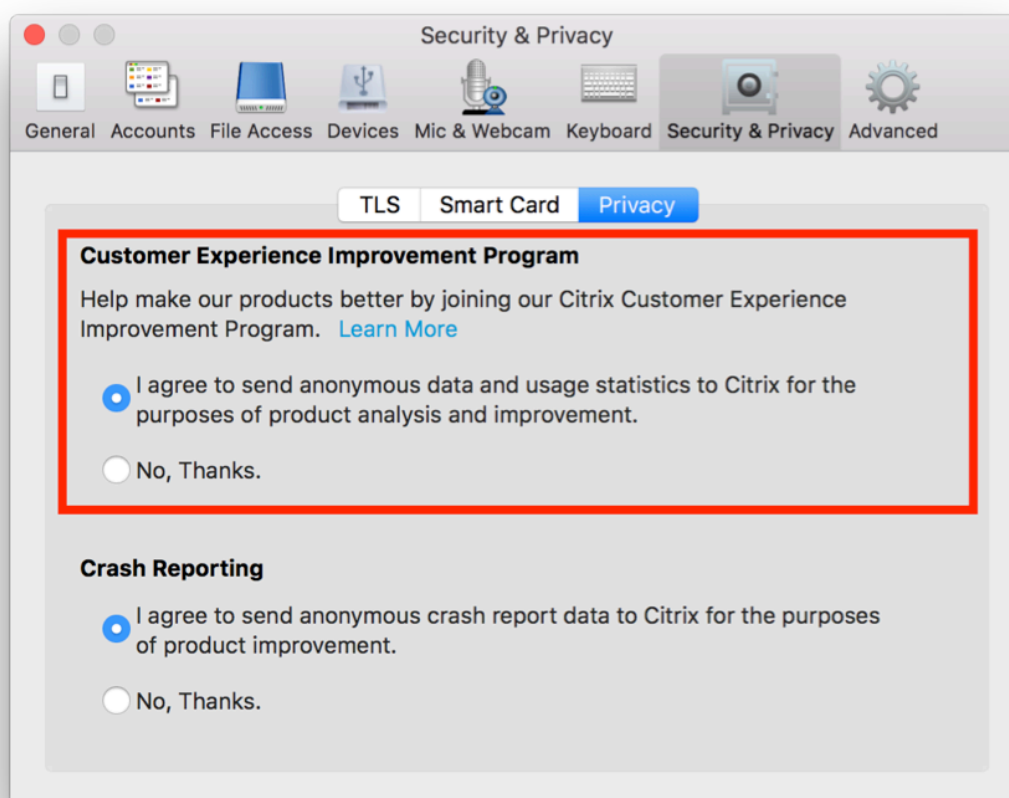 Security & Privacy
General Accounts File Access Devices Mic & Webcam Keyboard Security & Privacy Advanced
TLS Smart Card Privacy
Customer Experience Improvement Program
Help make our products better by joining our Citrix Customer Experience
Improvement Program. Learn More
I agree to send anonymous data and usage statistics to Citrix for the
purposes of product analysis and improvement.
No, Thanks.
Crash Reporting
I agree to send anonymous crash report data to Citrix for the purposes
of product improvement.
No, Thanks.